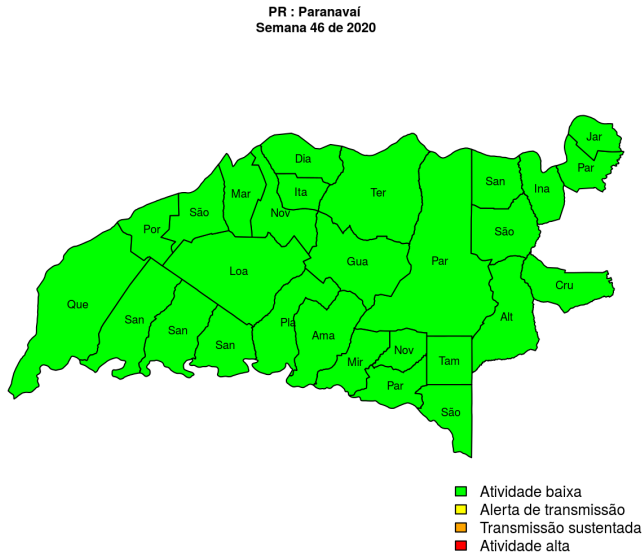 PR : Paranavaí
Semana 46 de 2020
Jar
Dia
Par
Ita
San
Mar
Ter
Ina
São
Nov
Por
São
Par
Gua
Loa
Cru
Que
Alt
San
Pla
San
Ama
San
Nov
Mir
Tam
Par
São
Atividade baixa
Alerta de transmissão
Transmissão sustentada
Atividade alta